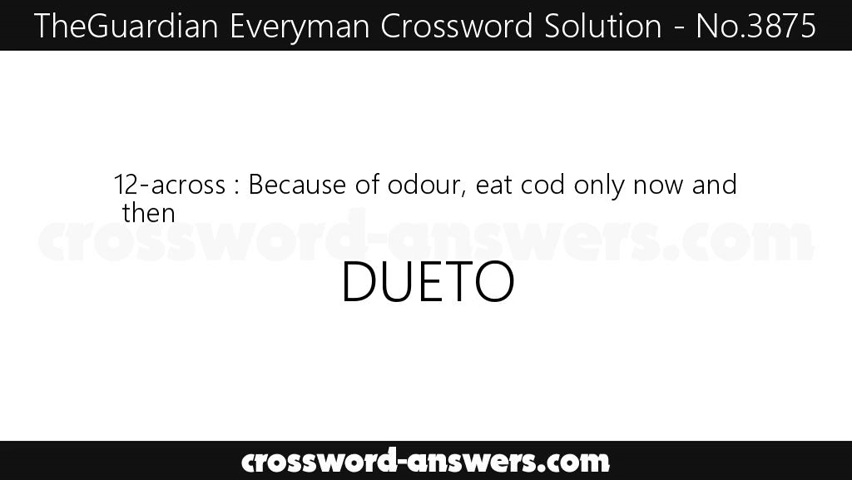 TheGuardian Everyman Crossword Solution - No.3875
12-across : Because of odour, eat cod only now and
then
crossword-answers.com
DUETO
crossword-answers.com